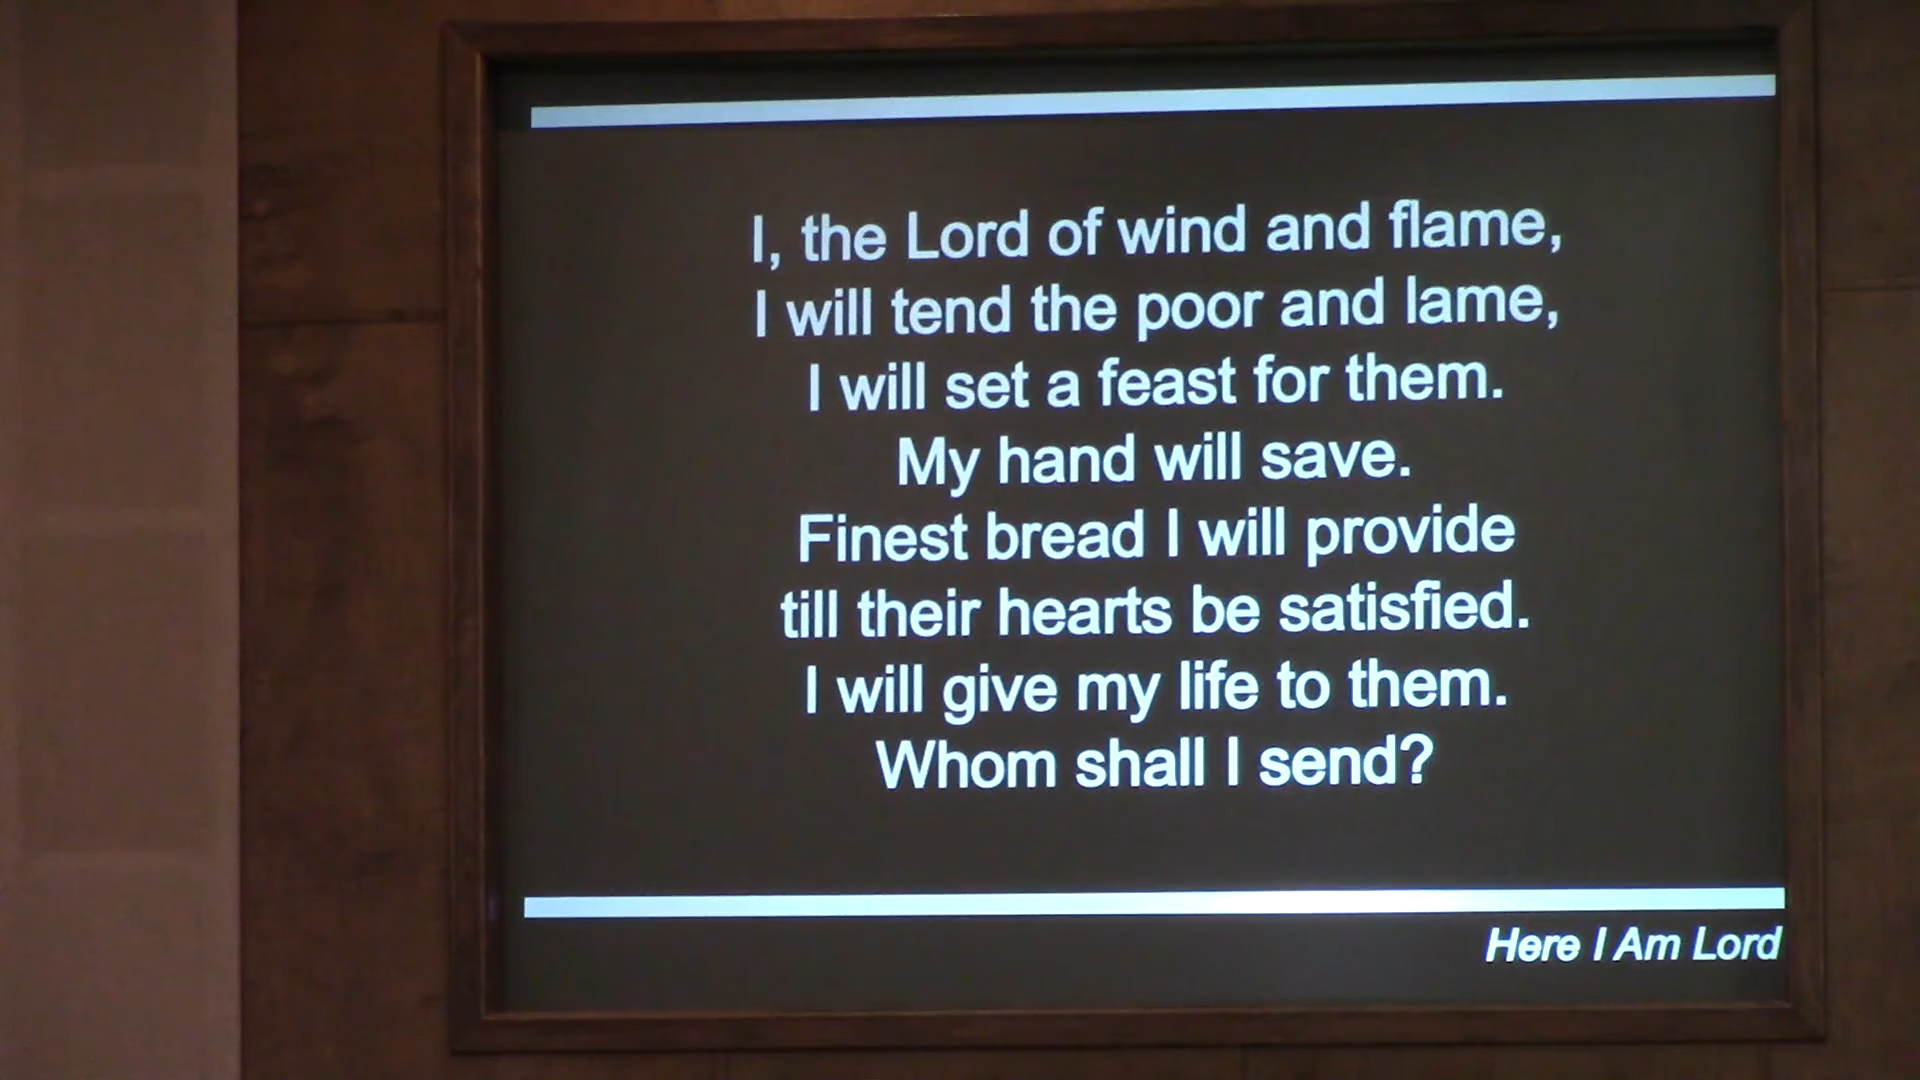 I, the Lord of wind and flame,
I will tend the poor and lame,
I will set a feast for them.
My hand will save.
Finest bread I will provide
till their hearts be satisfied.
I will give my life to them.
Whom shall I send?
Here I Am Lord